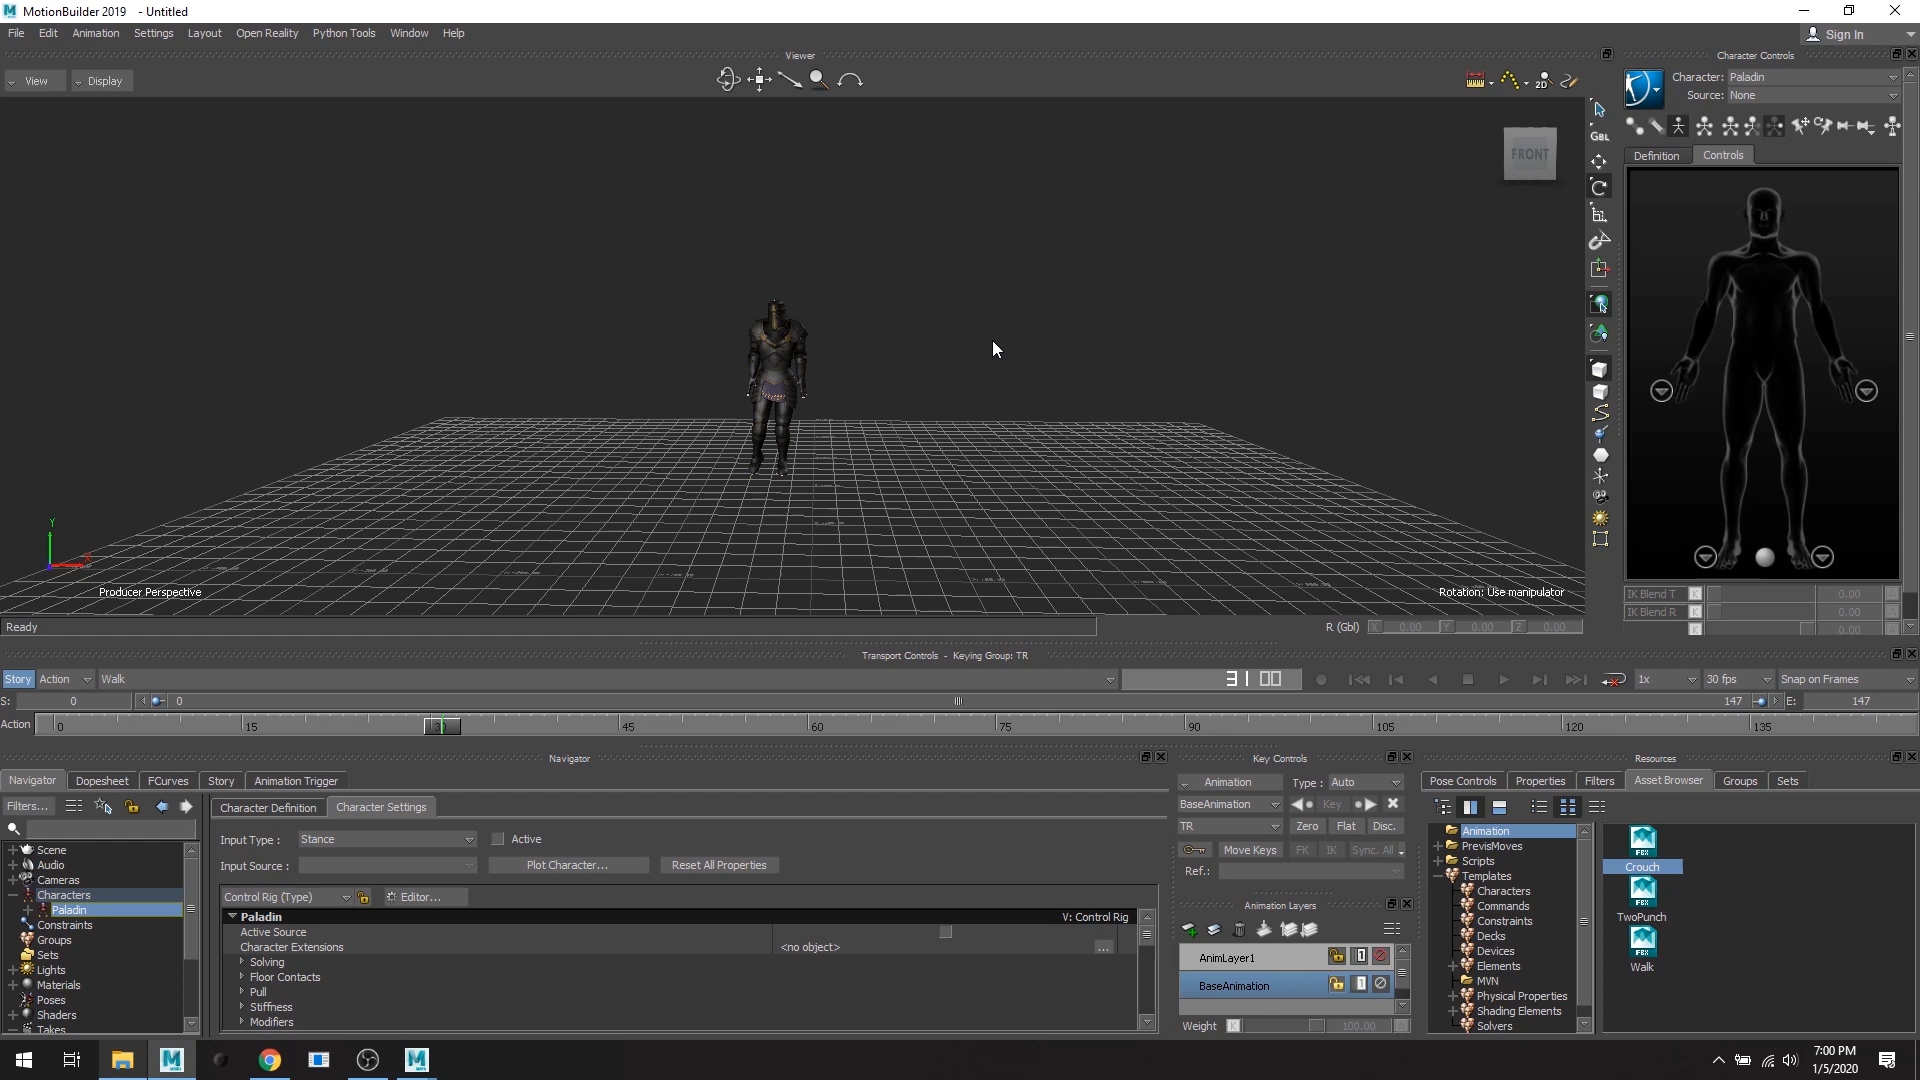 MotionBuilder 2019   - Untitled
File Edit Animation Settings Layout Open Reality Python Tools Window Help
Sign In
Viewer
Character Controls
View Display
2D
Character: Paladin
Source: None
GBL
FRONT
Definition Controls
Producer Perspective
Rotation: Use manipulator
IK Blend T K 0.00 A
IK Blend R K 0.00 A
K 0.00
Ready
R (Gbl) X 0.00 Y 0.00 Z 0.00
Transport Controls  -  Keying Group: TR
Story Action Walk
31 00
1x 30 fps Snap on Frames
S: 0 0 147 E: 147
Action 0 15 45 60 75 90 105 120 135
Navigator
Key Controls
Resources
Navigator Dopesheet FCurves Story Animation Trigger
Animation Type : Auto
Pose Controls Properties Filters Asset Browser Groups Sets
Filters...
Character Definition Character Settings
BaseAnimation Key
TR Zero Flat Disc.
Input Type : Stance Active
Move Keys FK IK Sync. All
Input Source : Plot Character... Reset All Properties
Ref.:
Control Rig (Type) Editor...
Paladin V: Control Rig
Active Source
Character Extensions <no object> ...
Solving
Floor Contacts
Pull
Stiffness
Modifiers
Scene
Audio
Cameras
Characters
Paladin
Constraints
Groups
Sets
Lights
Materials
Poses
Shaders
Takes
Animation Layers
AnimLayer1 1
BaseAnimation 1
Weight K 100.00 A
Animation
PrevisMoves
Scripts
Templates
Characters
Commands
Constraints
Decks
Devices
Elements
MVN
Physical Properties
Shading Elements
Solvers
FBX
Crouch
FBX
TwoPunch
FBX
Walk
7:00 PM
1/5/2020